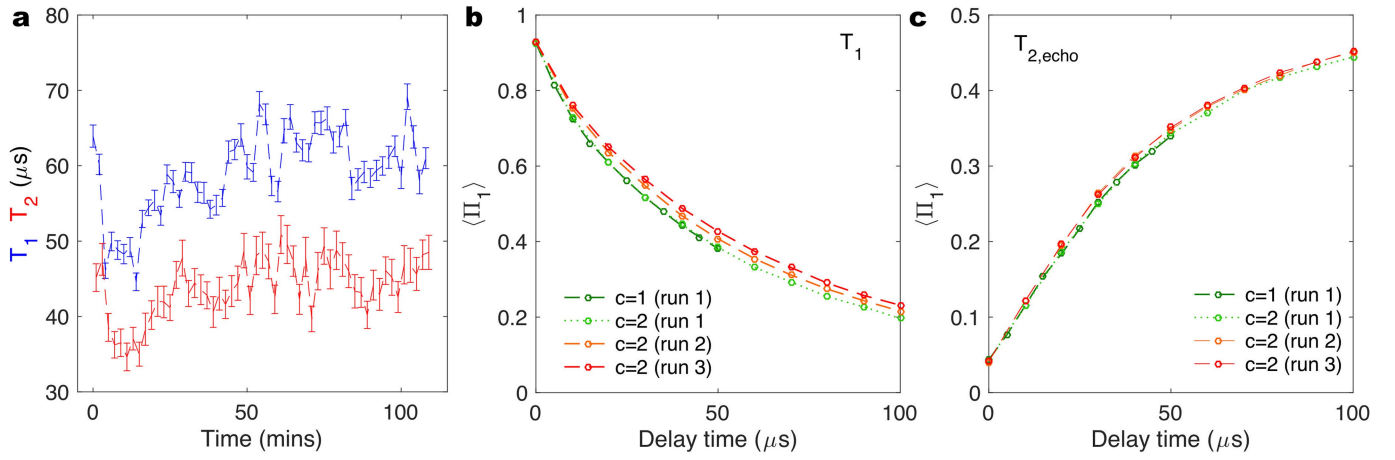 a
80
70
60
50
40
30
T1 T2 (μs)
0
50
100
Time (mins)
b
1
0.8
0.6
0.4
0.2
0
⟨Π1⟩
T1
c=1 (run 1)
c=2 (run 1
c=2 (run 2)
c=2 (run 3)
0
50
100
Delay time (μs)
c
0.5
0.4
0.3
0.2
0.1
0
⟨Π1⟩
T2,echo
c=1 (run 1)
c=2 (run 1)
c=2 (run 2)
c=2 (run 3)
0
50
100
Delay time (μs)